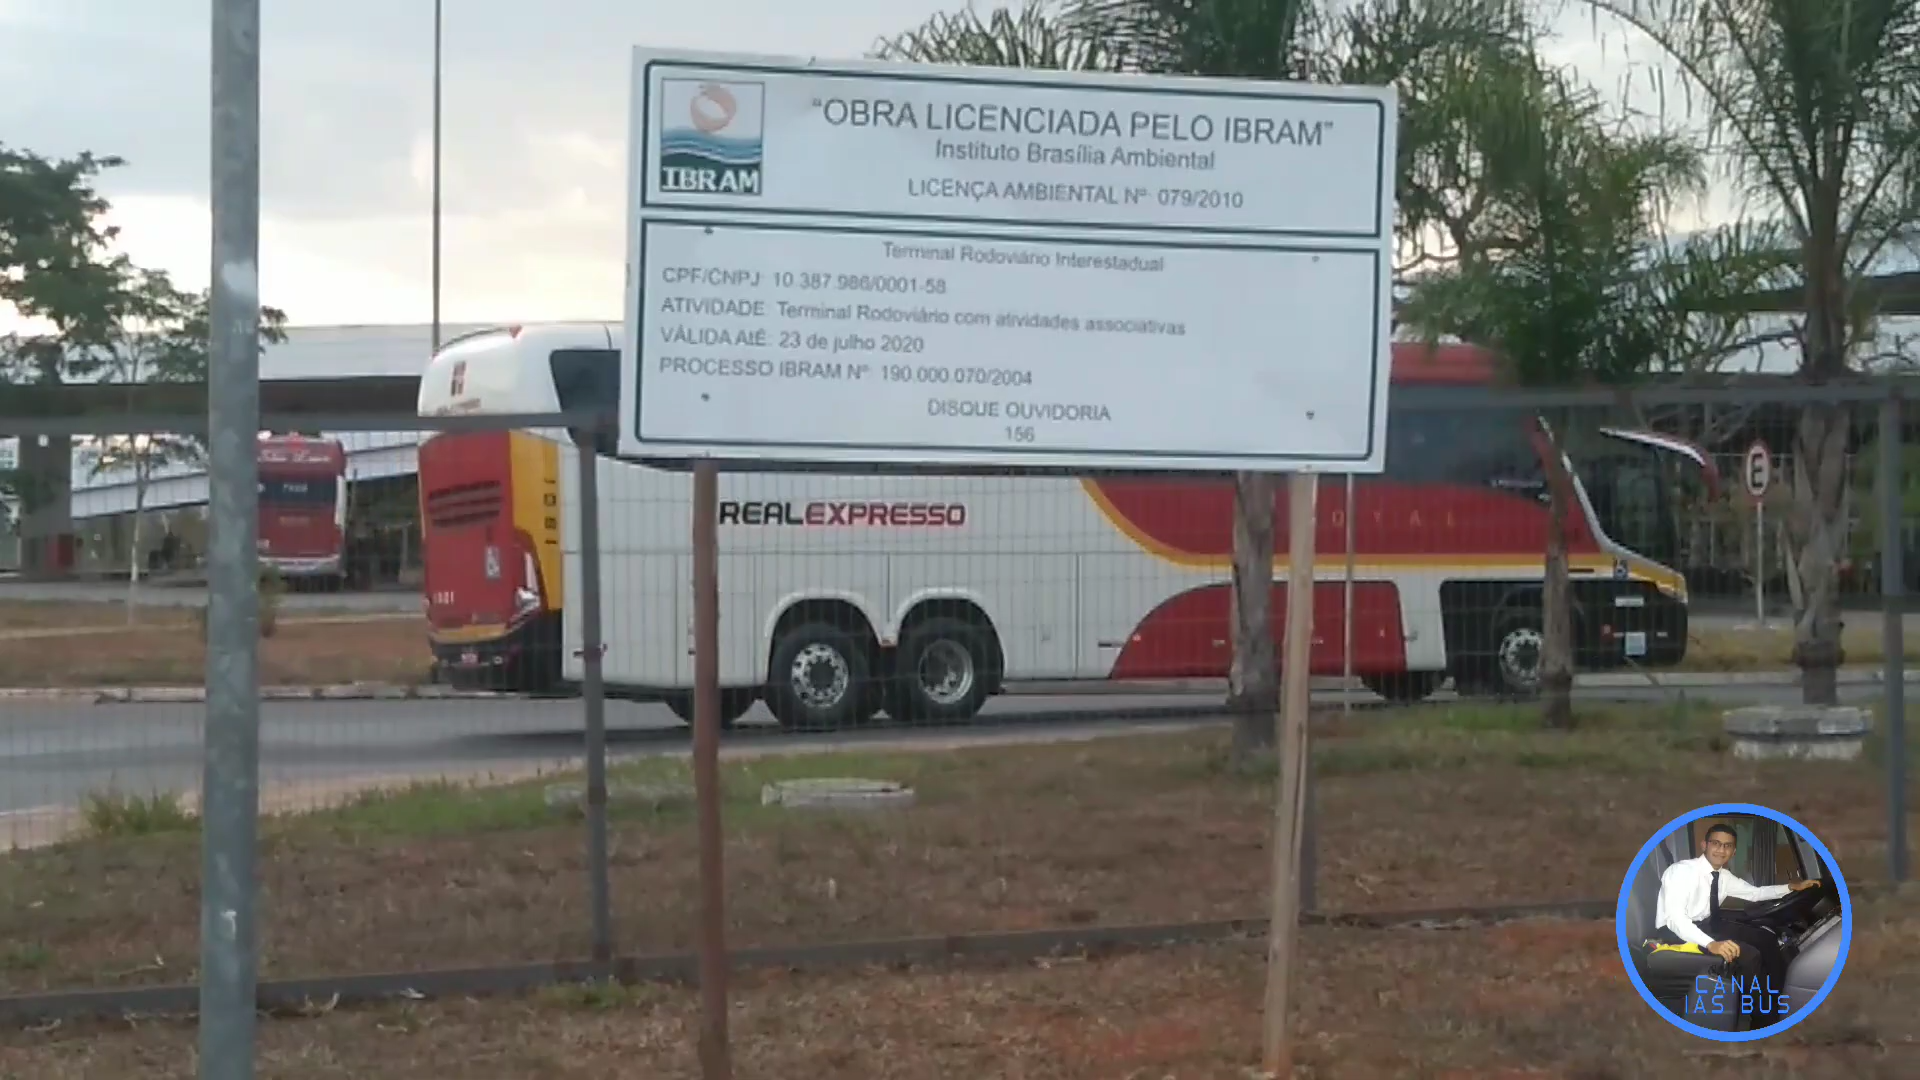 IBRAM
"OBRA LICENCIADA PELO IBRAM"
Instituto Brasília Ambiental
LICENÇA AMBIENTAL Nº 079/2010
Terminal Rodoviário Interestadual
CPF/CNPJ: 10.387.986/0001-58
ATIVIDADE: Terminal Rodoviário com atividades associativas
VÁLIDA AtÉ: 23 de julho 2020
PROCESSO IBRAM Nº 190.000.070/2004
DISQUE OUVIDORIA
156
REALEXPRESSO
E
CANAL
IAS BUS